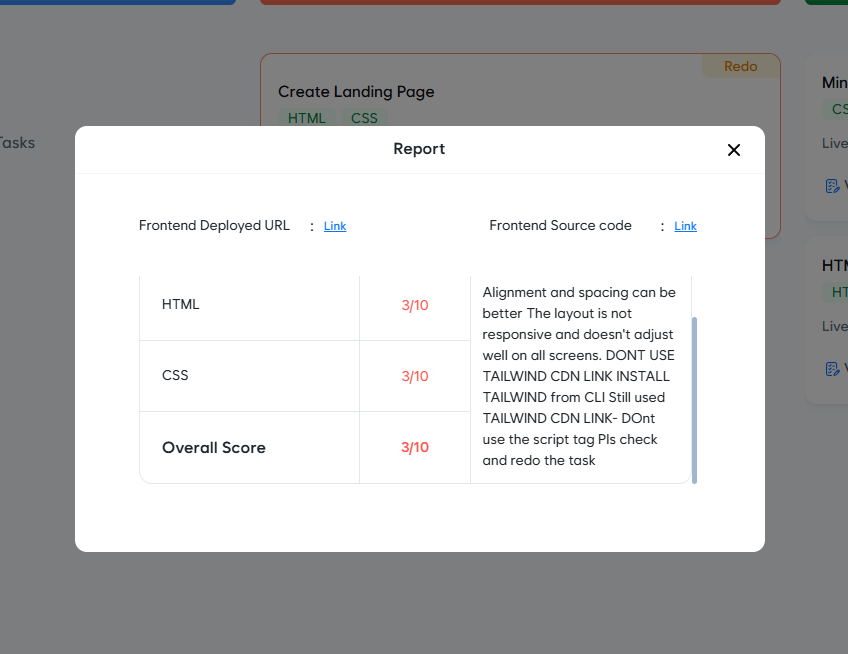 Redo
Create Landing Page
HTML CSS
Tasks
Min
CS
Live
V
HTM
HT
Live
V
Report
Frontend Deployed URL : Link
Frontend Source code : Link
HTML 3/10
CSS 3/10
Overall Score 3/10
Alignment and spacing can be
better The layout is not
responsive and doesn't adjust
well on all screens. DONT USE
TAILWIND CDN LINK INSTALL
TAILWIND from CLI Still used
TAILWIND CDN LINK- DOnt
use the script tag Pls check
and redo the task